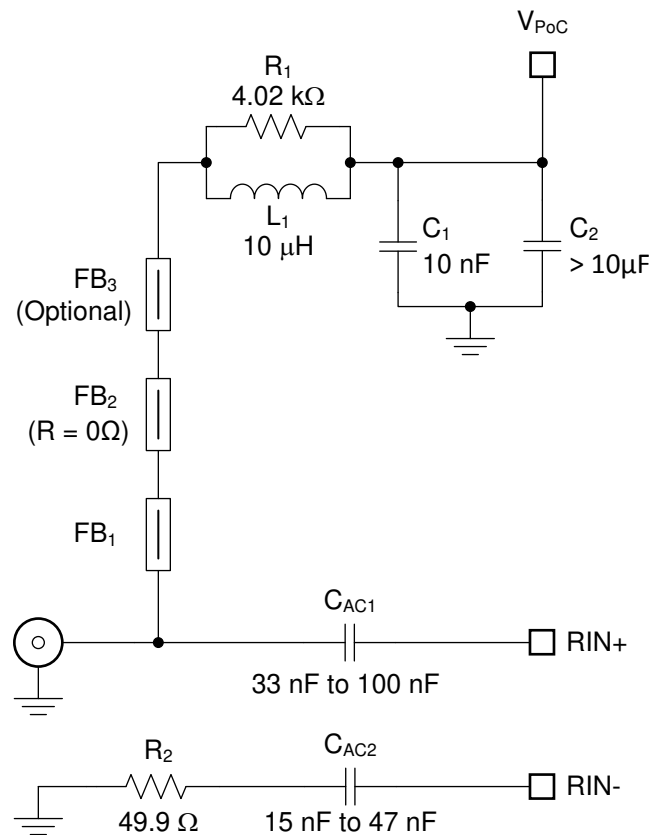 V_PoC
R₁
4.02 kΩ
L₁
10 μH
C₁
10 nF
C₂
> 10μF
FB₃
(Optional)
FB₂
(R = 0Ω)
FB₁
C_AC1
33 nF to 100 nF
RIN+
R₂
49.9 Ω
C_AC2
15 nF to 47 nF
RIN-